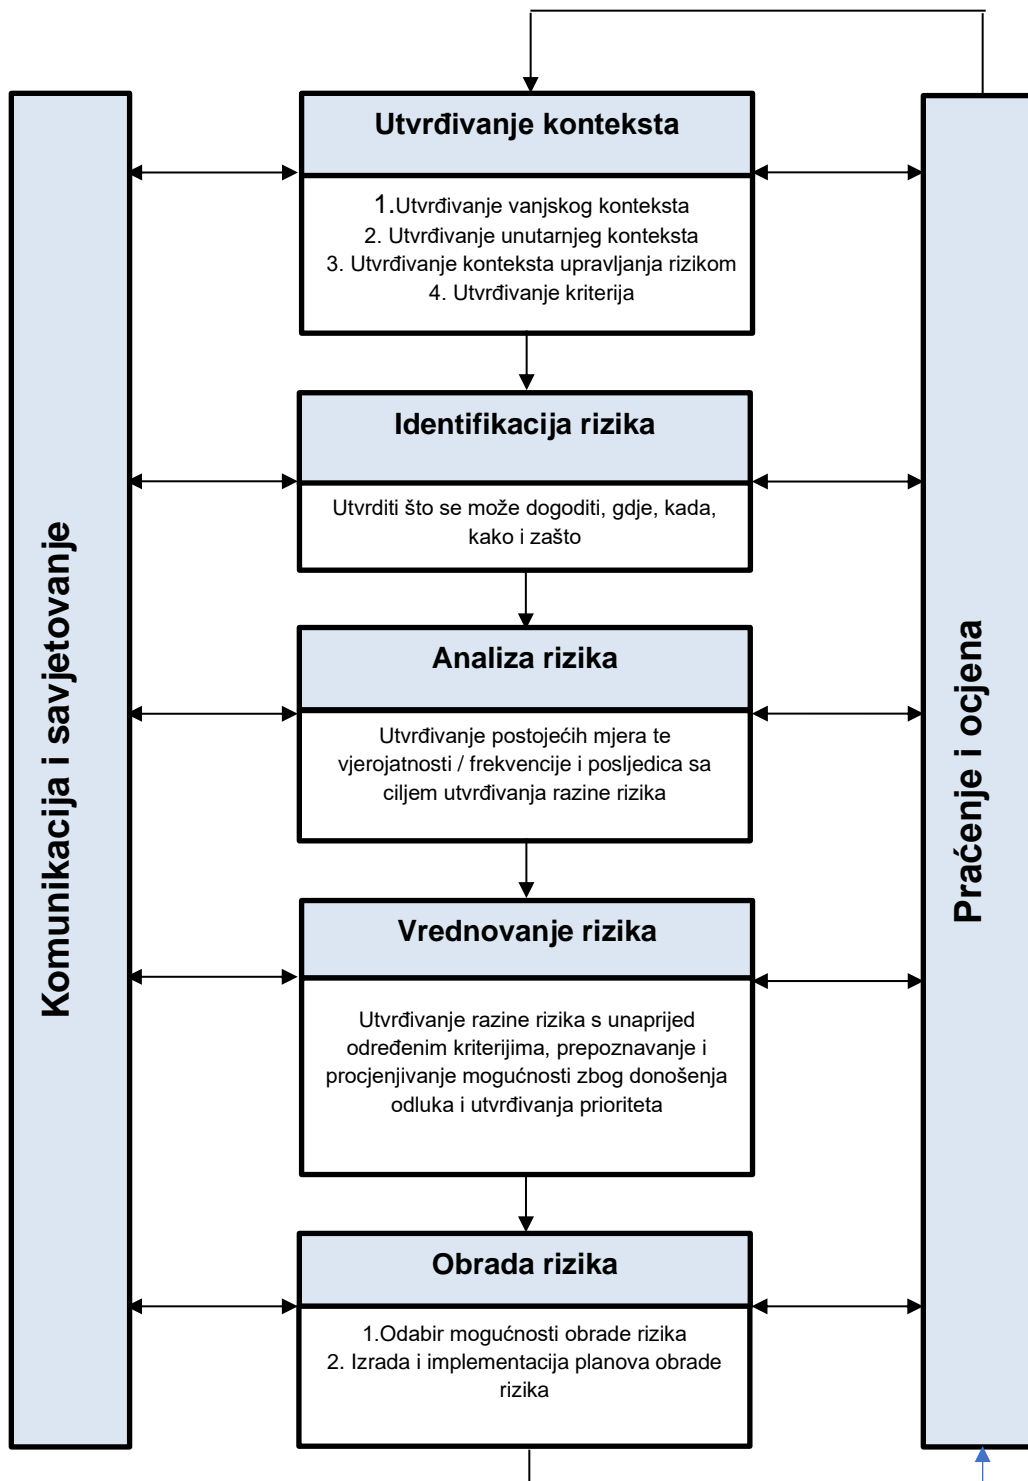 Komunikacija i savjetovanje
Utvrđivanje konteksta
1.Utvrđivanje vanjskog konteksta
2. Utvrđivanje unutarnjeg konteksta
3. Utvrđivanje konteksta upravljanja rizikom
4. Utvrđivanje kriterija
Identifikacija rizika
Utvrditi što se može dogoditi, gdje, kada,
kako i zašto
Analiza rizika
Utvrđivanje postojećih mjera te
vjerojatnosti / frekvencije i posljedica sa
ciljem utvrđivanja razine rizika
Vrednovanje rizika
Utvrđivanje razine rizika s unaprijed
određenim kriterijima, prepoznavanje i
procjenjivanje mogućnosti zbog donošenja
odluka i utvrđivanja prioriteta
Obrada rizika
1.Odabir mogućnosti obrade rizika
2. Izrada i implementacija planova obrade
rizika
Praćenje i ocjena